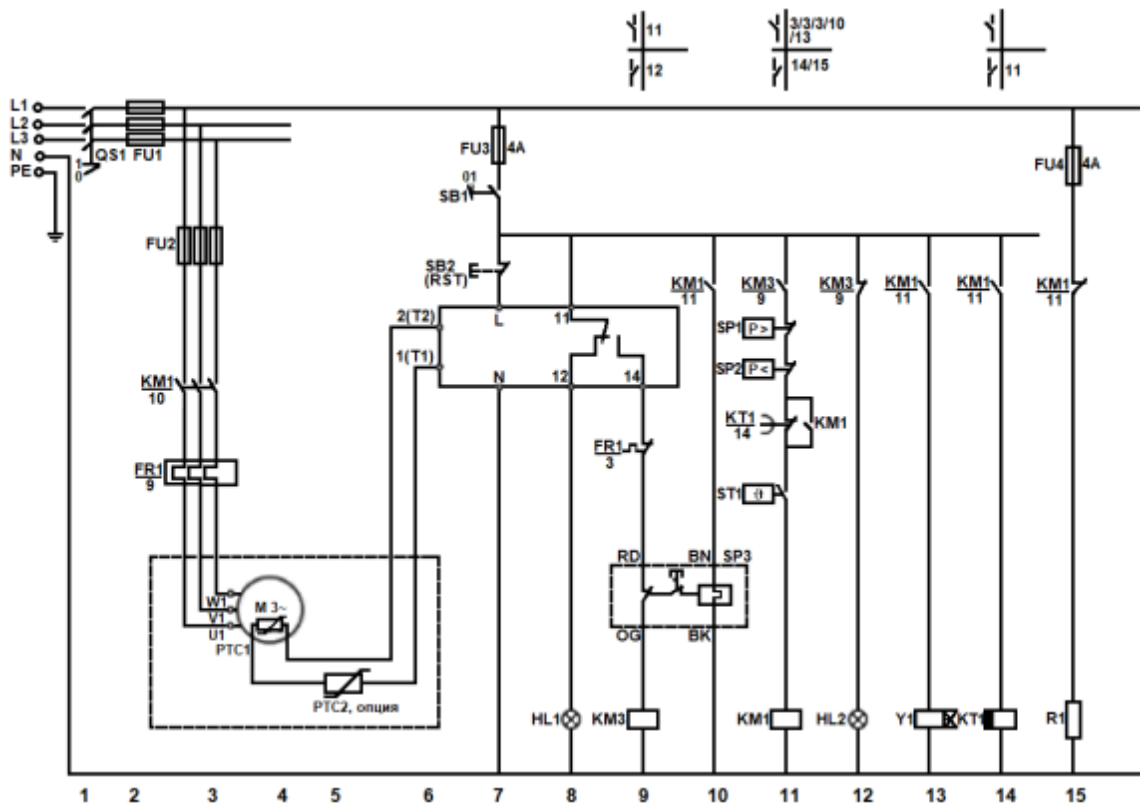 11
12
3/3/3/10
/13
14/15
11
L1
L2
L3
N
PE
1
0
QS1
FU1
FU3
4A
FU4
4A
01
SB1
FU2
SB2
(RST)
KM1
11
KM3
9
KM3
9
KM1
11
KM1
11
KM1
11
2(T2)
L
11
SP1
P >
1(T1)
N
12
14
SP2
P <
KM1
10
KT1
14
KM1
FR1
3
FR1
9
ST1
RD
BN
SP3
M 3~
W1
V1
U1
PTC1
OG
BK
PTC2, опция
HL1
KM3
KM1
HL2
Y1
KT1
R1
1 2 3 4 5 6 7 8 9 10 11 12 13 14 15